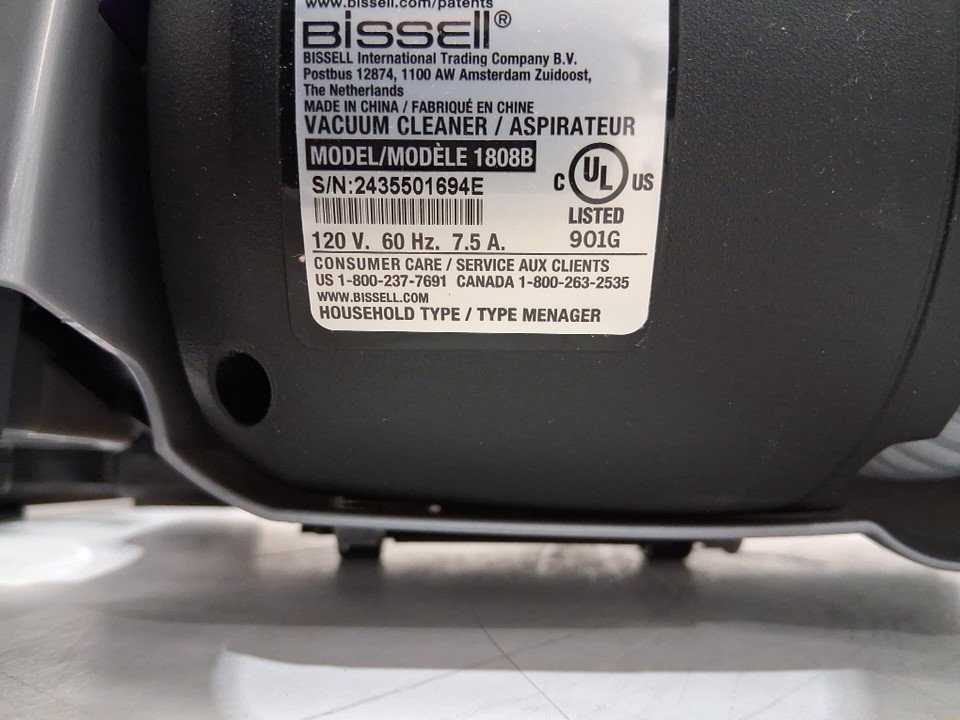 www.bissell.com/patents
BISSELL®
BISSELL International Trading Company B.V.
Postbus 12874, 1100 AW Amsterdam Zuidoost,
The Netherlands
MADE IN CHINA / FABRIQUÉ EN CHINE
VACUUM CLEANER / ASPIRATEUR
MODEL/MODÈLE 1808B
S/N:2435501694E
C UL US
LISTED
901G
120 V. 60 Hz. 7.5 A.
CONSUMER CARE / SERVICE AUX CLIENTS
US 1-800-237-7691 CANADA 1-800-263-2535
WWW.BISSELL.COM
HOUSEHOLD TYPE / TYPE MENAGER